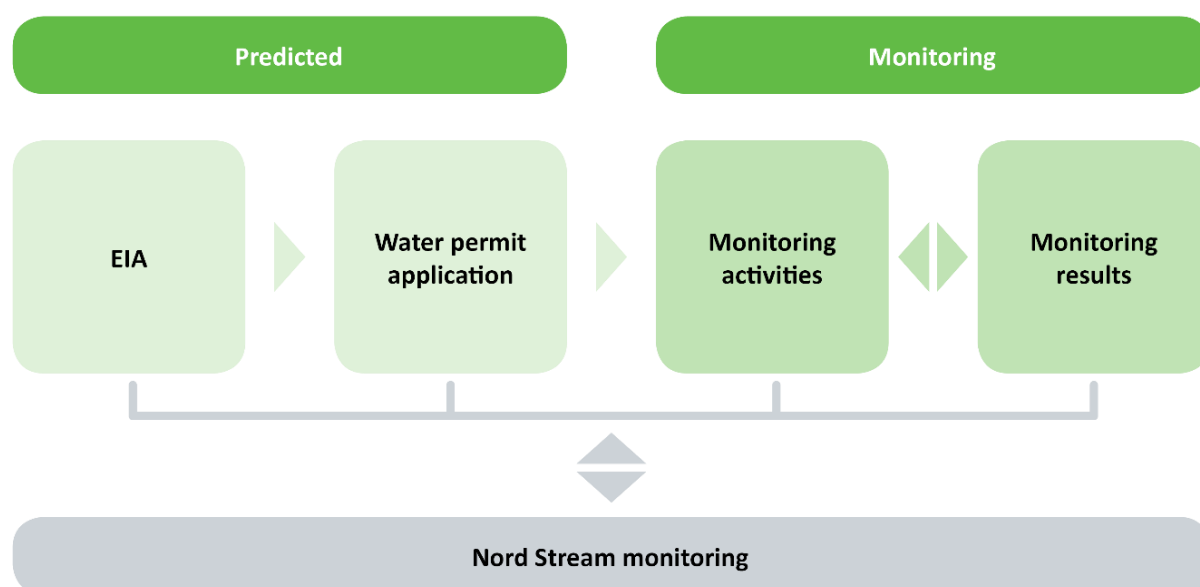 Predicted
Monitoring
EIA
Water permit
application
Monitoring
activities
Monitoring
results
Nord Stream monitoring